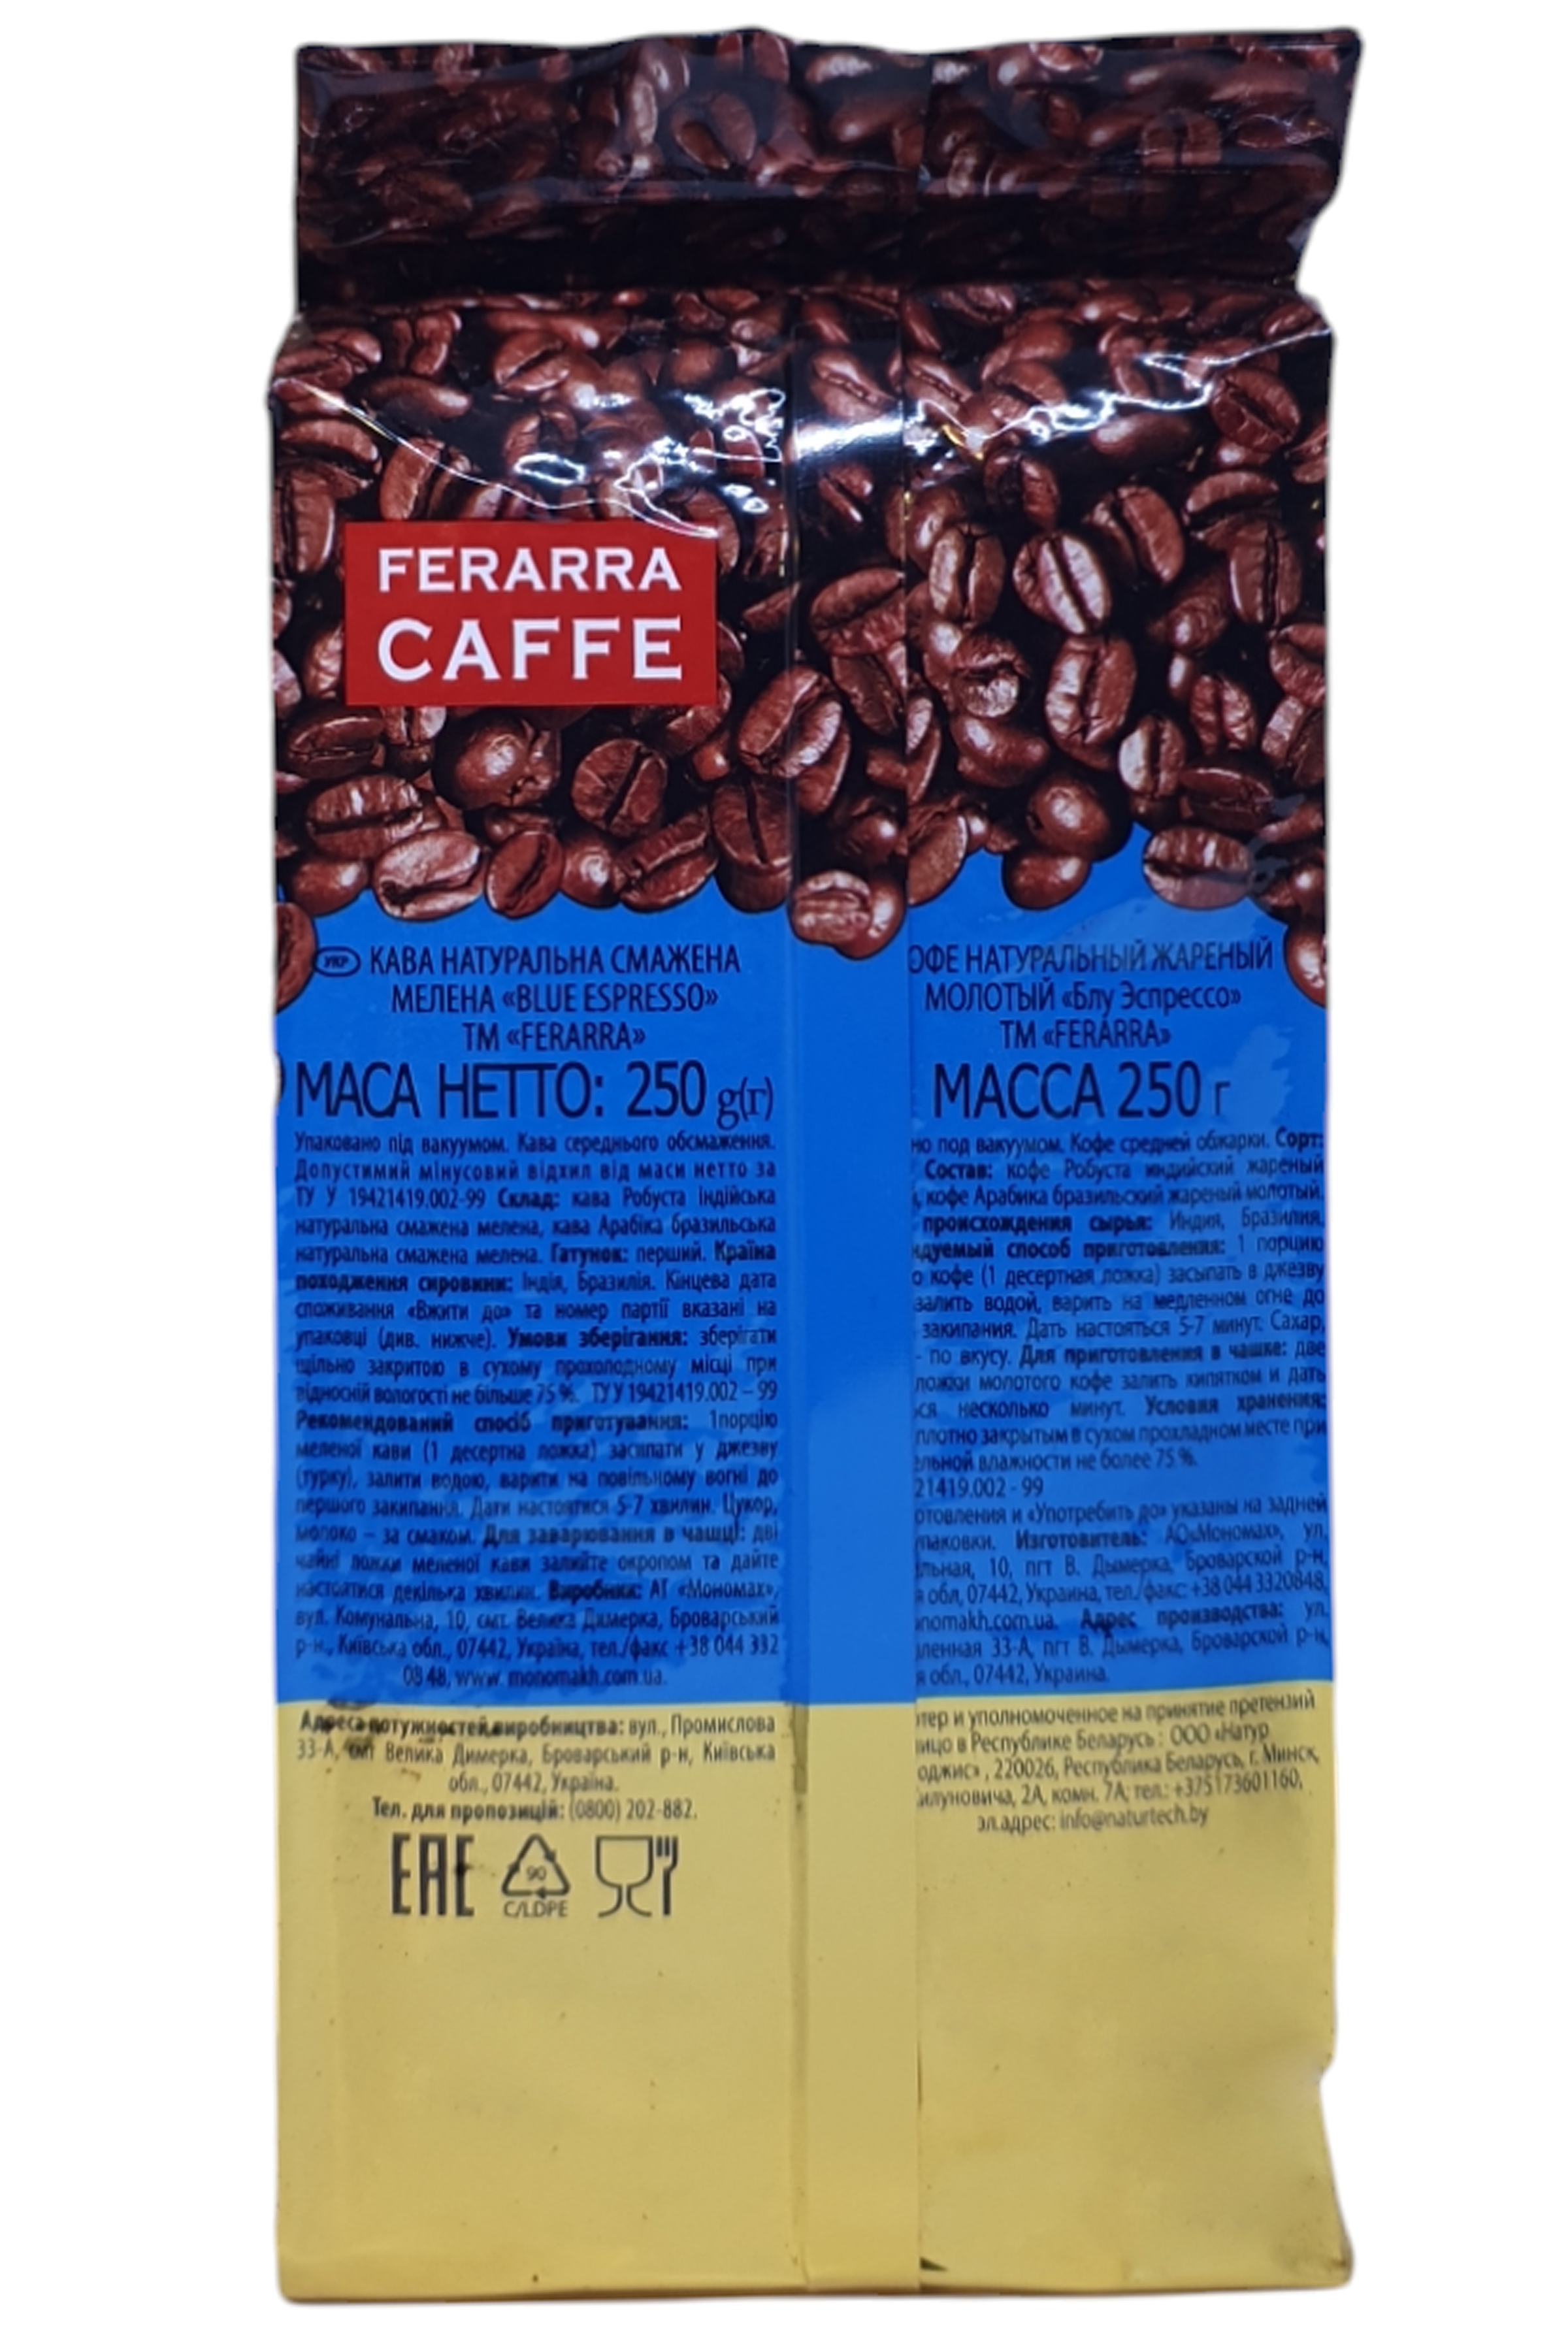 FERARRA
CAFFE
УКР КАВА НАТУРАЛЬНА СМАЖЕНА
МЕЛЕНА «BLUE ESPRESSO»
ТМ «FERARRA»
МАСА НЕТТО: 250 g(г)
Упаковано під вакуумом. Кава середнього обсмаження.
Допустимий мінусовий відхил від маси нетто за
ТУ У 19421419.002-99 Склад: кава Робуста індійська
натуральна смажена мелена, кава Арабіка бразильська
натуральна смажена мелена. Гатунок: перший. Країна
походження сировини: Індія, Бразилія. Кінцева дата
споживання «Вжити до» та номер партії вказані на
упаковці (див. нижче). Умови зберігання: зберігати
щільно закритою в сухому прохолодному місці при
відносній вологості не більше 75 %. ТУ У 19421419.002 – 99
Рекомендований спосіб приготування: 1порцію
меленої кави (1 десертна ложка) засипати у джезву
(турку), залити водою, варити на повільному вогні до
першого закипання. Дати настоятися 5-7 хвилин. Цукор,
молоко – за смаком. Для заварювання в чашці: дві
чайні ложки меленої кави залийте окропом та дайте
настоятися декілька хвилин. Виробник: АТ «Мономах»,
вул. Комунальна, 10, смт. Велика Димерка, Броварський
р-н., Київська обл., 07442, Україна, тел./факс +38 044 332
08 48, www. monomakh.com.ua.
Адреса потужностей виробництва: вул., Промислова
33-А, смт Велика Димерка, Броварський р-н, Київська
обл., 07442, Україна.
Тел. для пропозицій: (0800) 202-882.
EAC
90
C/LDPE
ОФЕ НАТУРАЛЬНЫЙ ЖАРЕНЫЙ
МОЛОТЫЙ «Блу Эспрессо»
ТМ «FERARRA»
МАССА 250 г
но под вакуумом. Кофе средней обжарки. Сорт:
Состав: кофе Робуста индийский жареный
, кофе Арабика бразильский жареный молотый.
происхождения сырья: Индия, Бразилия.
ндуемый способ приготовления: 1 порцию
о кофе (1 десертная ложка) засыпать в джезву
залить водой, варить на медленном огне до
закипания. Дать настояться 5-7 минут. Сахар,
- по вкусу. Для приготовления в чашке: две
ложки молотого кофе залить кипятком и дать
ся несколько минут. Условия хранения:
плотно закрытым в сухом прохладном месте при
ельной влажности не более 75 %.
21419.002 - 99
отовления и «Употребить до» указаны на задней
упаковки. Изготовитель: АО«Мономах», ул.
льная, 10, пгт В. Дымерка, Броварской р-н,
я обл, 07442, Украина, тел./факс: +38 044 3320848,
nomakh.com.ua. Адрес производства: ул.
ленная 33-А, пгт В. Дымерка, Броварской р-н,
я обл., 07442, Украина.
тер и уполномоченное на принятие претензий
лицо в Республике Беларусь : ООО «Натур
оджис» , 220026, Республика Беларусь, г. Минск,
илуновича, 2А, комн. 7А; тел.: +375173601160,
эл.адрес: info@naturtech.by